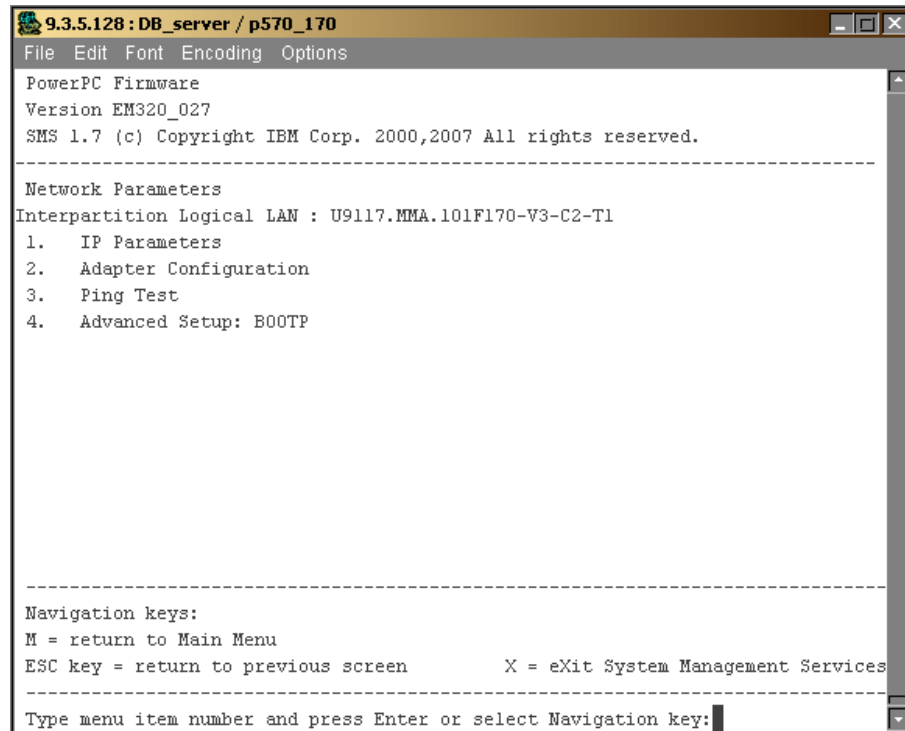 9.3.5.128 : DB_server / p570_170
File Edit Font Encoding Options
PowerPC Firmware
Version EM320_027
SMS 1.7 (c) Copyright IBM Corp. 2000,2007 All rights reserved.
-------------------------------------------------------------------------------
Network Parameters
Interpartition Logical LAN : U9117.MMA.101F170-V3-C2-T1
1. IP Parameters
2. Adapter Configuration
3. Ping Test
4. Advanced Setup: BOOTP
-------------------------------------------------------------------------------
Navigation keys:
M = return to Main Menu
ESC key = return to previous screen X = eXit System Management Services
-------------------------------------------------------------------------------
Type menu item number and press Enter or select Navigation key: